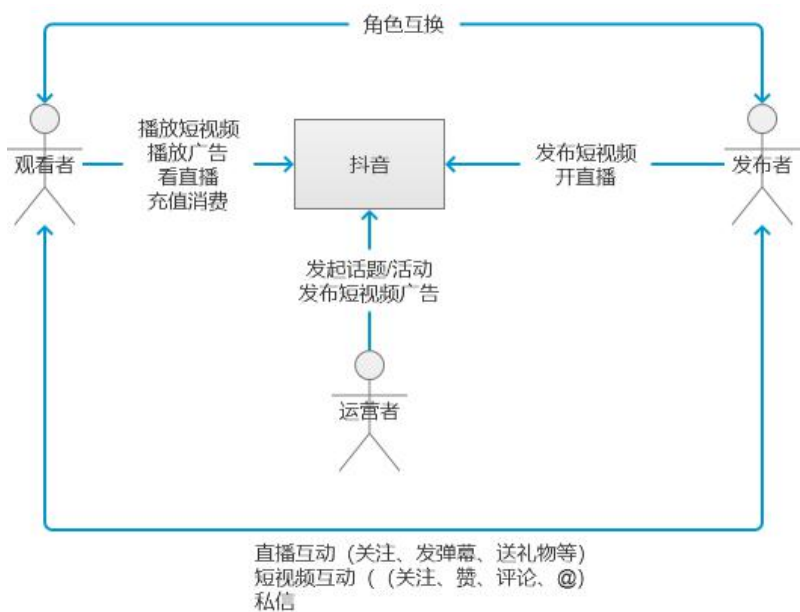 角色互换
播放短视频
播放广告
看直播
充值消费
观看者
抖音
发布短视频
开直播
发布者
发起话题/活动
发布短视频广告
运营者
直播互动（关注、发弹幕、送礼物等）
短视频互动（（关注、赞、评论、@）
私信